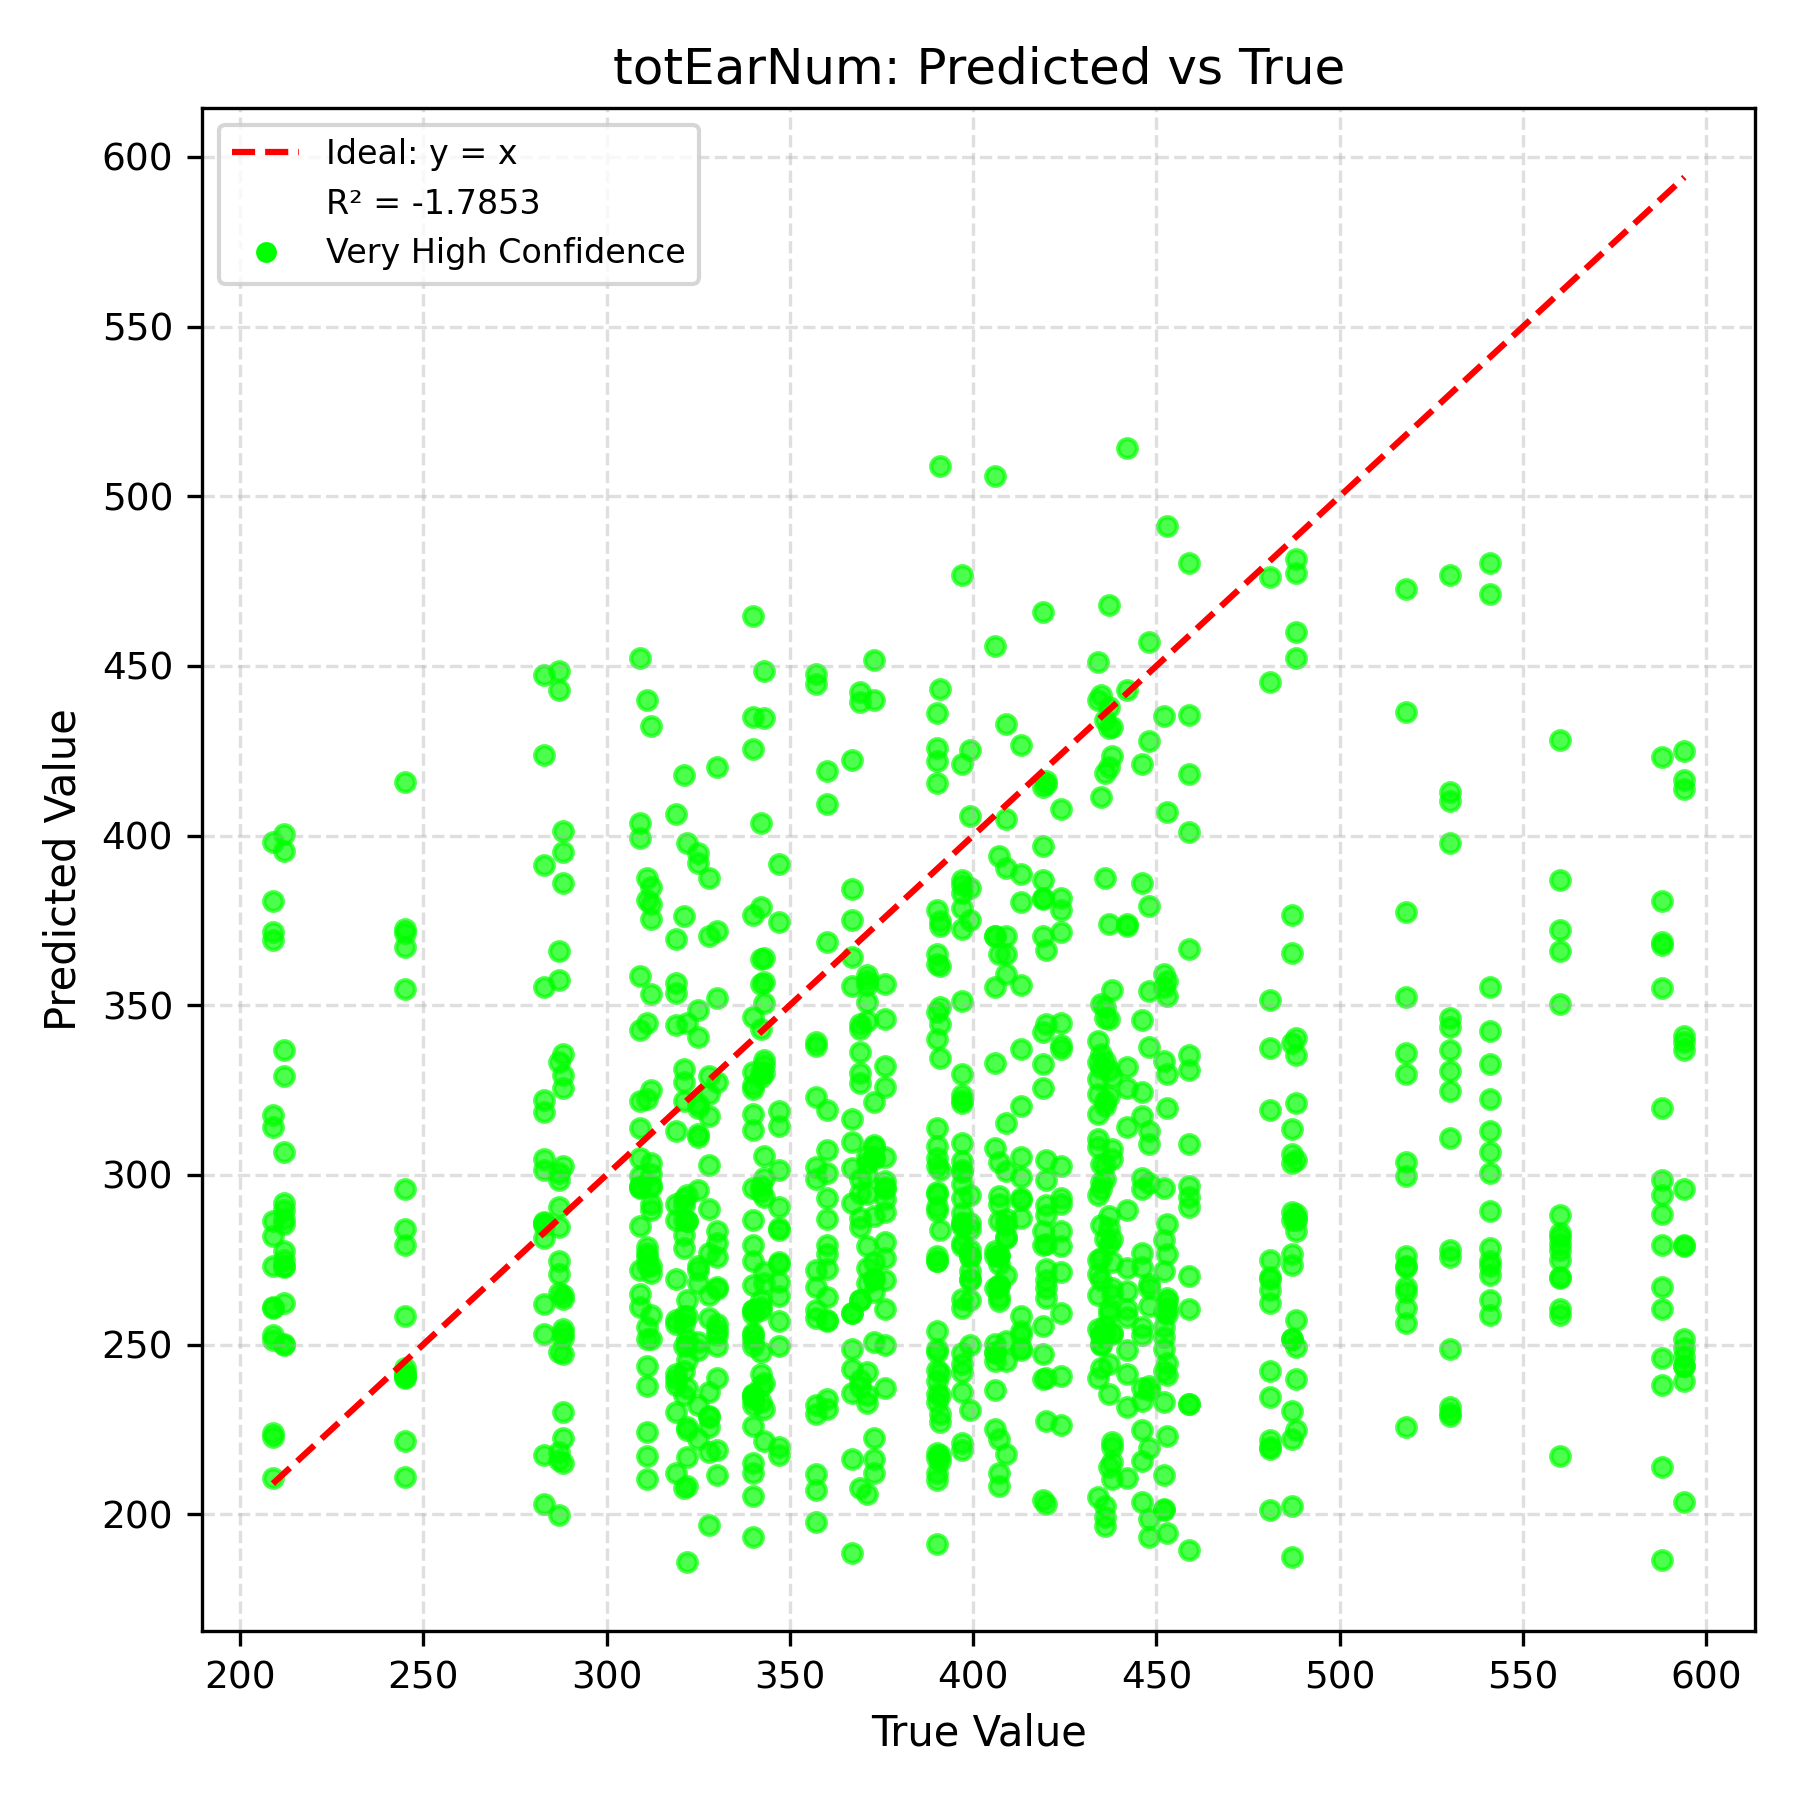 totEarNum: Predicted vs True
Ideal: y = x
R² = -1.7853
Very High Confidence
600
550
500
450
400
350
300
250
200
Predicted Value
200 250 300 350 400 450 500 550 600
True Value